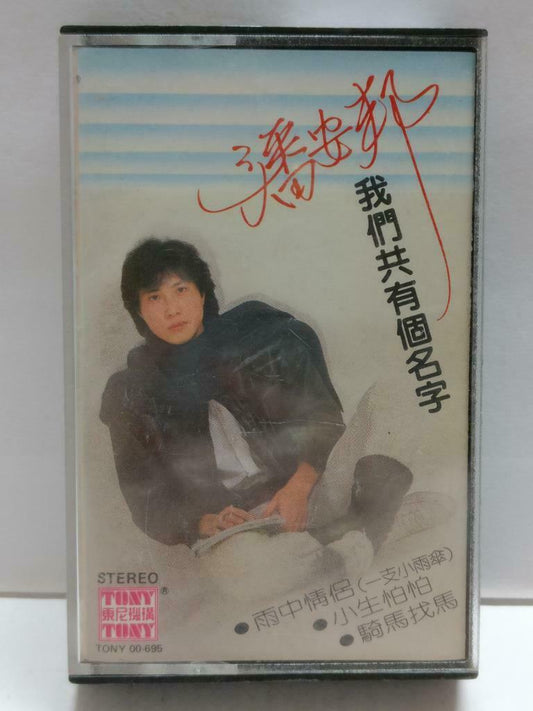 潘安邦
我們共有個名字
STEREO
TONY®
東尼機構
TONY
TONY 00-695
•雨中情侶(一支小雨傘)
•小生怕怕
•騎馬找馬